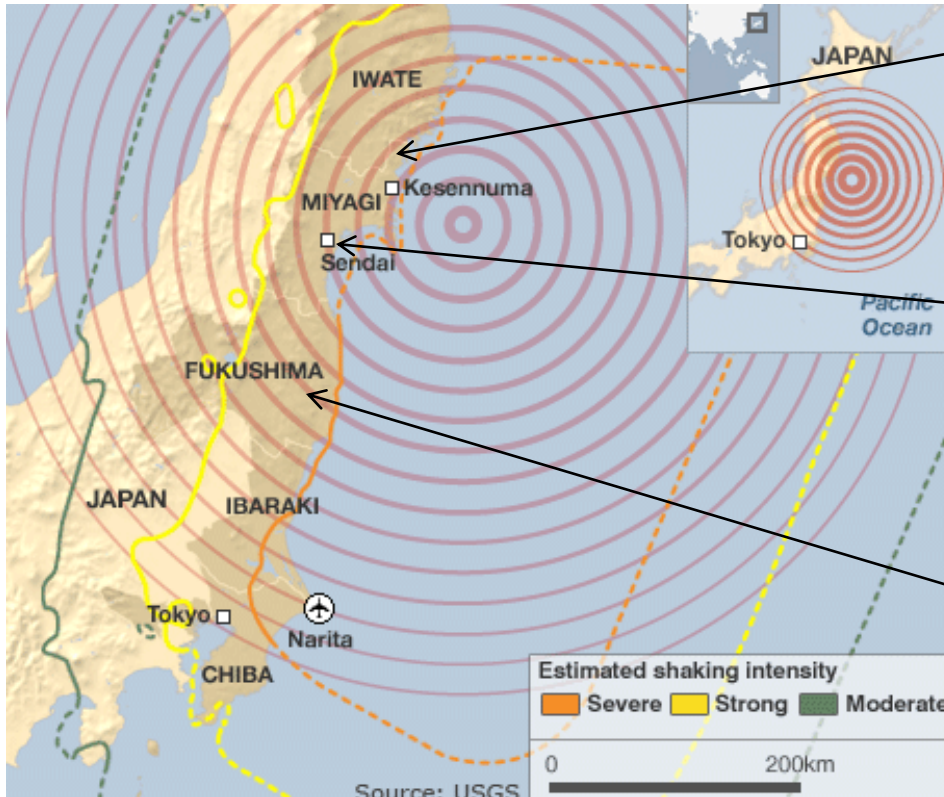 IWATE
JAPAN
Kesennuma
MIYAGI
Sendai
Tokyo
Pacific
Ocean
FUKUSHIMA
JAPAN
IBARAKI
Tokyo
Narita
CHIBA
Estimated shaking intensity
Severe Strong Moderate
0 200km
Source: USGS